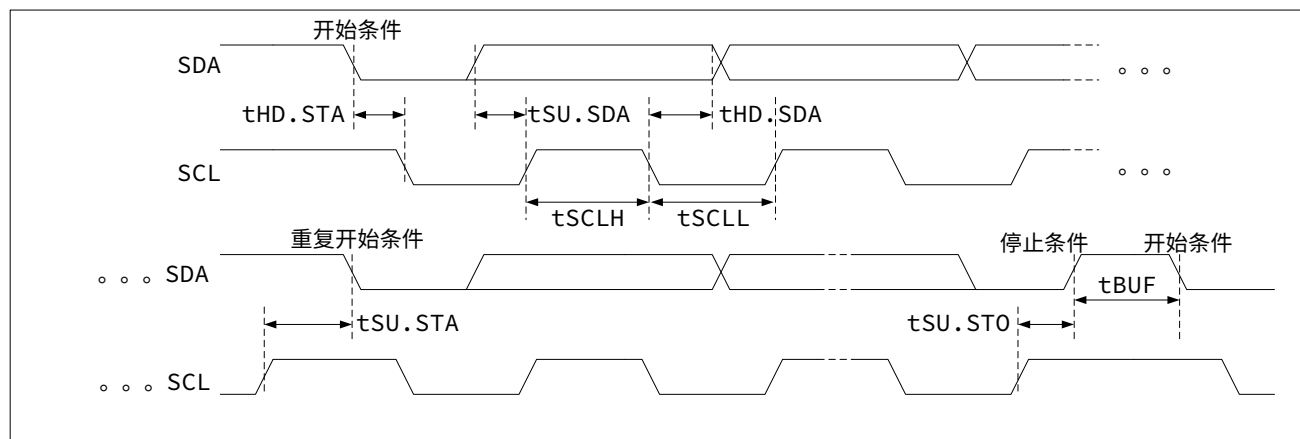 开始条件
SDA
。。。
tHD.STA
tSU.SDA
tHD.SDA
SCL
。。。
tSCLH
tSCLL
重复开始条件
停止条件
开始条件
。。。SDA
tBUF
tSU.STA
tSU.STO
。。。SCL